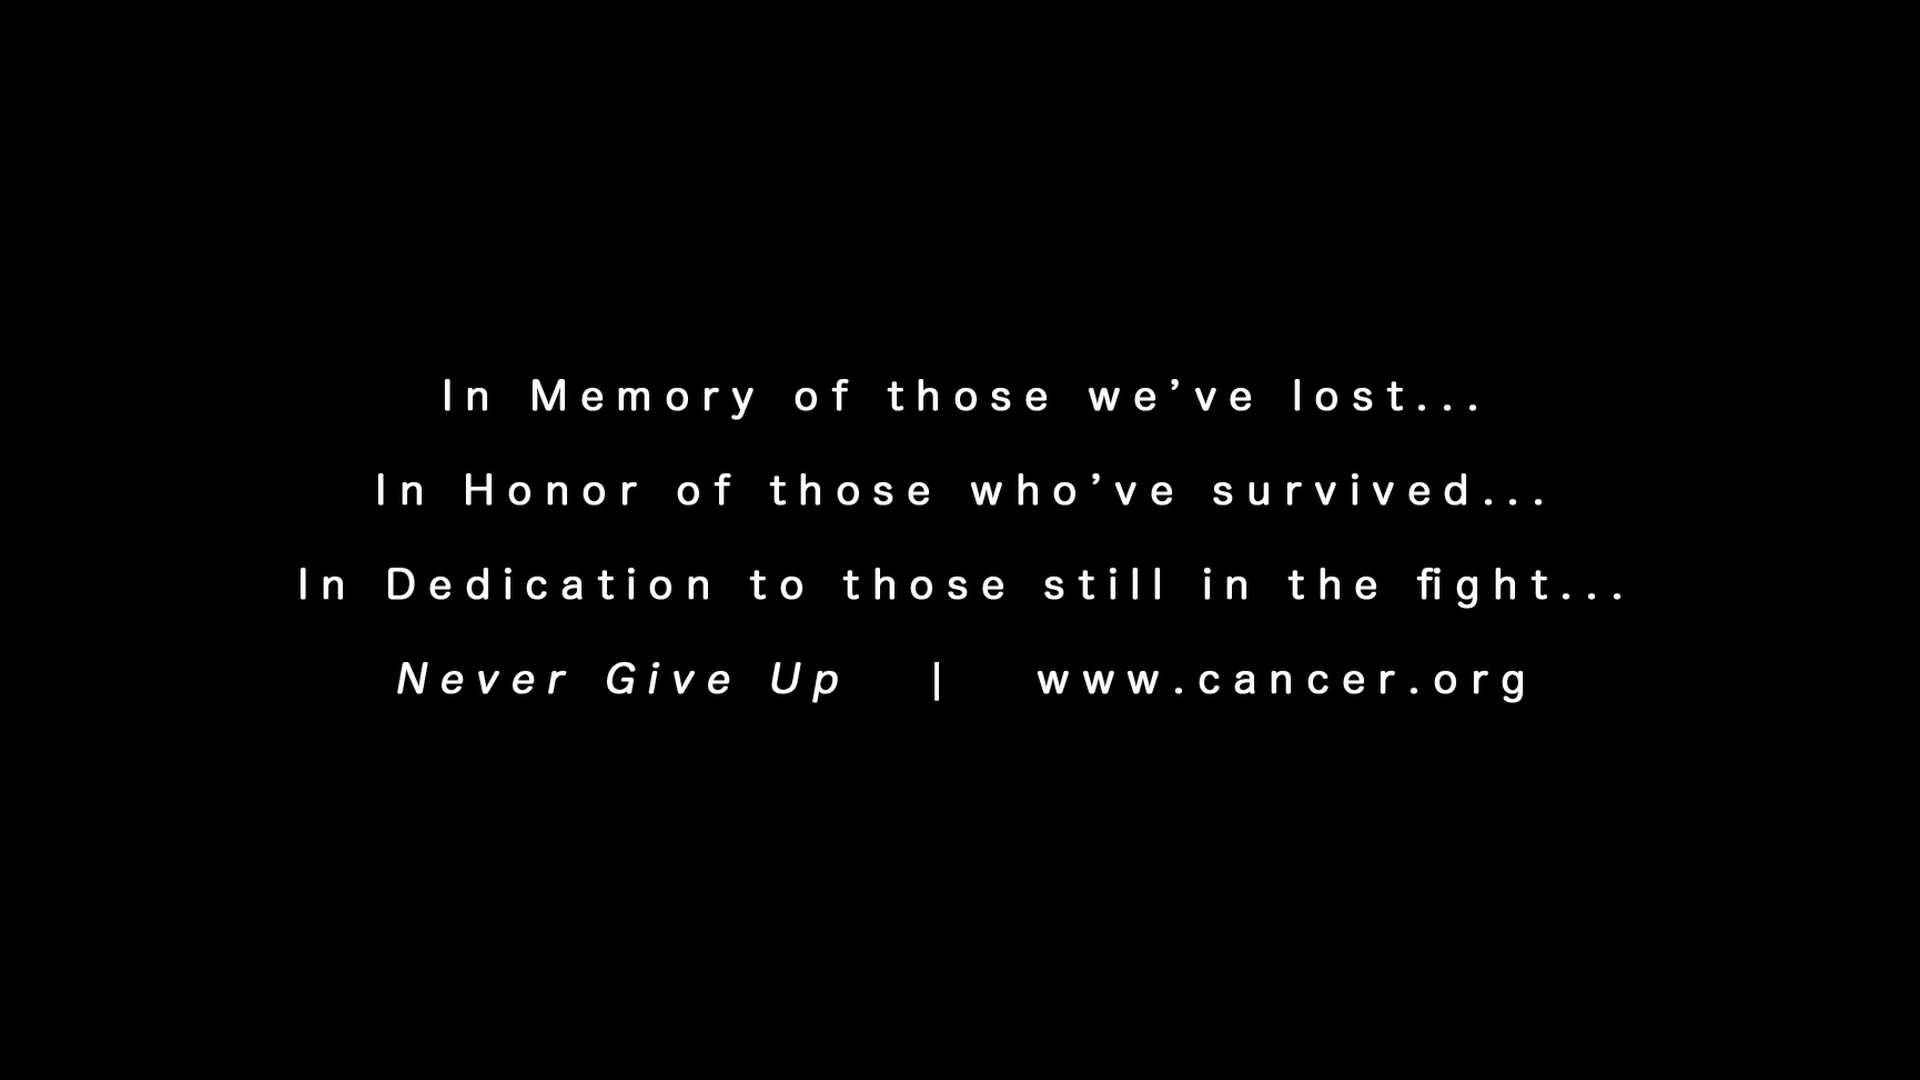 In Memory of those we’ve lost...
In Honor of those who’ve survived...
In Dedication to those still in the fight...
Never Give Up | www.cancer.org